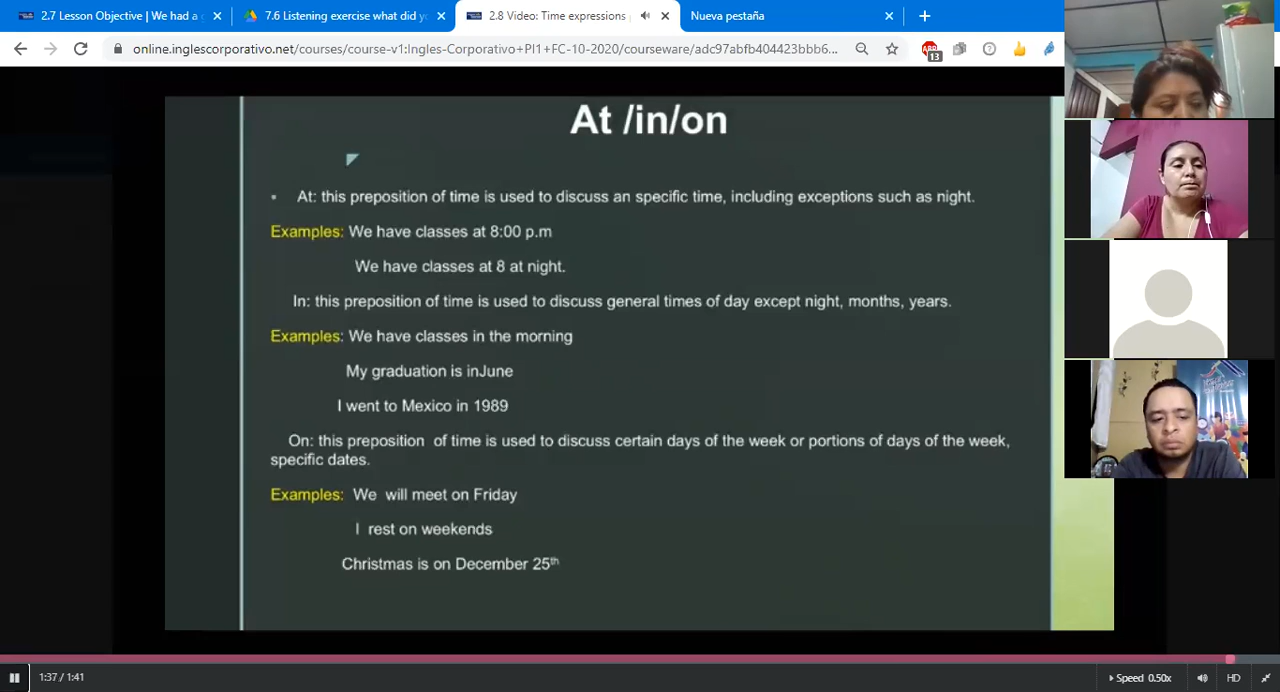 2.7 Lesson Objective | We had a
7.6 Listening exercise what did y
2.8 Video: Time expressions
Nueva pestaña
online.inglescorporativo.net/courses/course-v1:Ingles-Corporativo+PI1+FC-10-2020/courseware/adc97abfb404423bbb6...
ABP
13
At /in/on
At: this preposition of time is used to discuss an specific time, including exceptions such as night.
Examples: We have classes at 8:00 p.m
We have classes at 8 at night.
In: this preposition of time is used to discuss general times of day except night, months, years.
Examples: We have classes in the morning
My graduation is inJune
I went to Mexico in 1989
On: this preposition of time is used to discuss certain days of the week or portions of days of the week,
specific dates.
Examples: We will meet on Friday
I rest on weekends
Christmas is on December 25th
1:37 / 1:41
Speed 0.50x
HD